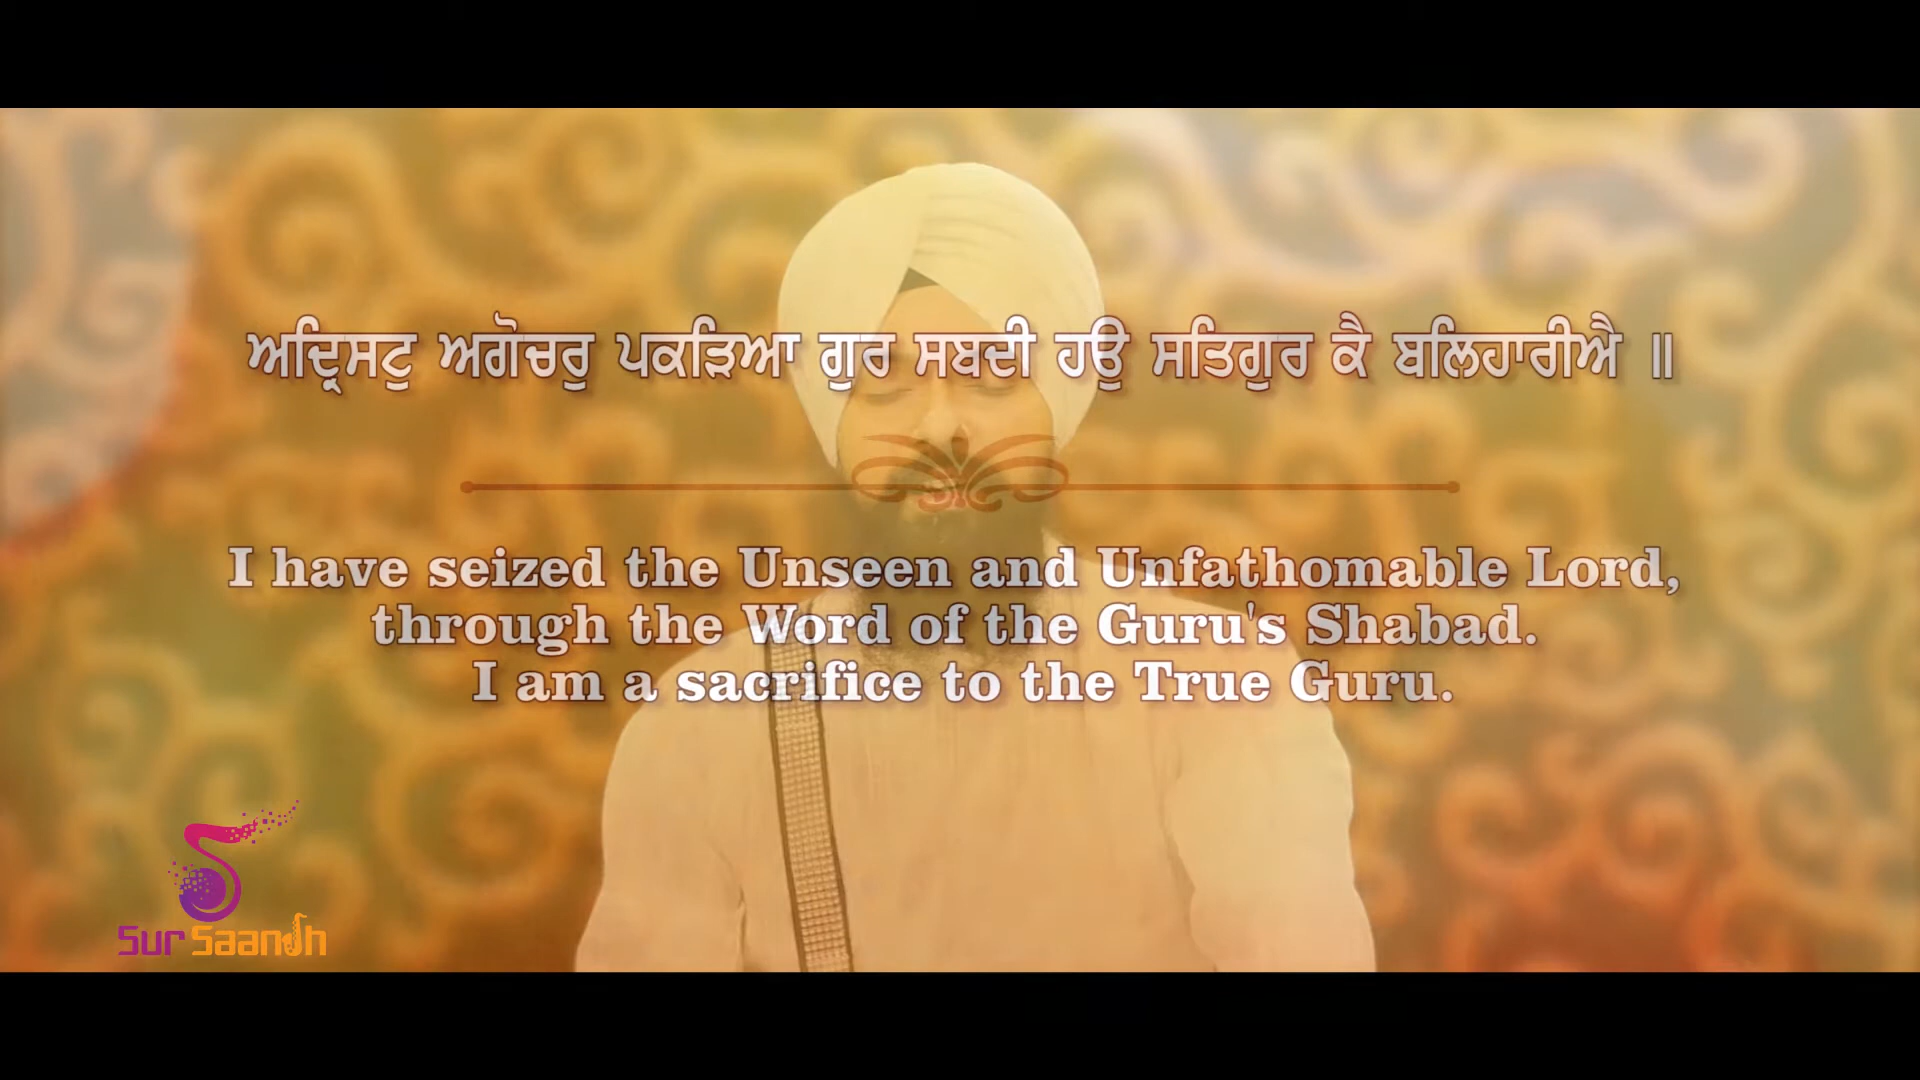 ਅਦ੍ਰਿਸਟੁ ਅਗੋਚਰੁ ਪਕੜਿਆ ਗੁਰ ਸਬਦੀ ਹਉ ਸਤਿਗੁਰ ਕੈ ਬਲਿਹਾਰੀਐ ॥
I have seized the Unseen and Unfathomable Lord,
through the Word of the Guru's Shabad.
I am a sacrifice to the True Guru.
Sur Saandh